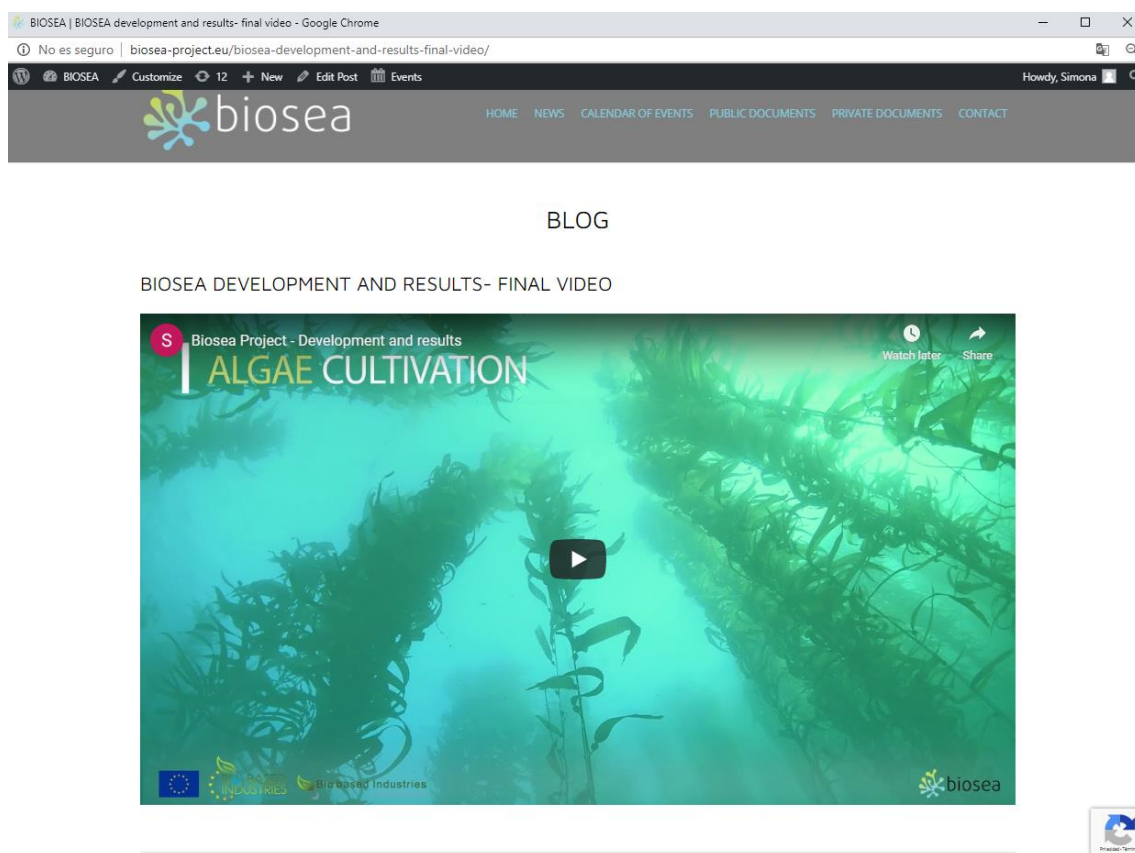 BIOSEA | BIOSEA development and results- final video - Google Chrome
No es seguro | biosea-project.eu/biosea-development-and-results-final-video/
BIOSEA Customize 12 New Edit Post Events Howdy, Simona
biosea HOME NEWS CALENDAR OF EVENTS PUBLIC DOCUMENTS PRIVATE DOCUMENTS CONTACT
BLOG
BIOSEA DEVELOPMENT AND RESULTS- FINAL VIDEO
S Biosea Project - Development and results
Watch later Share
ALGAE CULTIVATION
INDUSTRIES Bio based Industries biosea